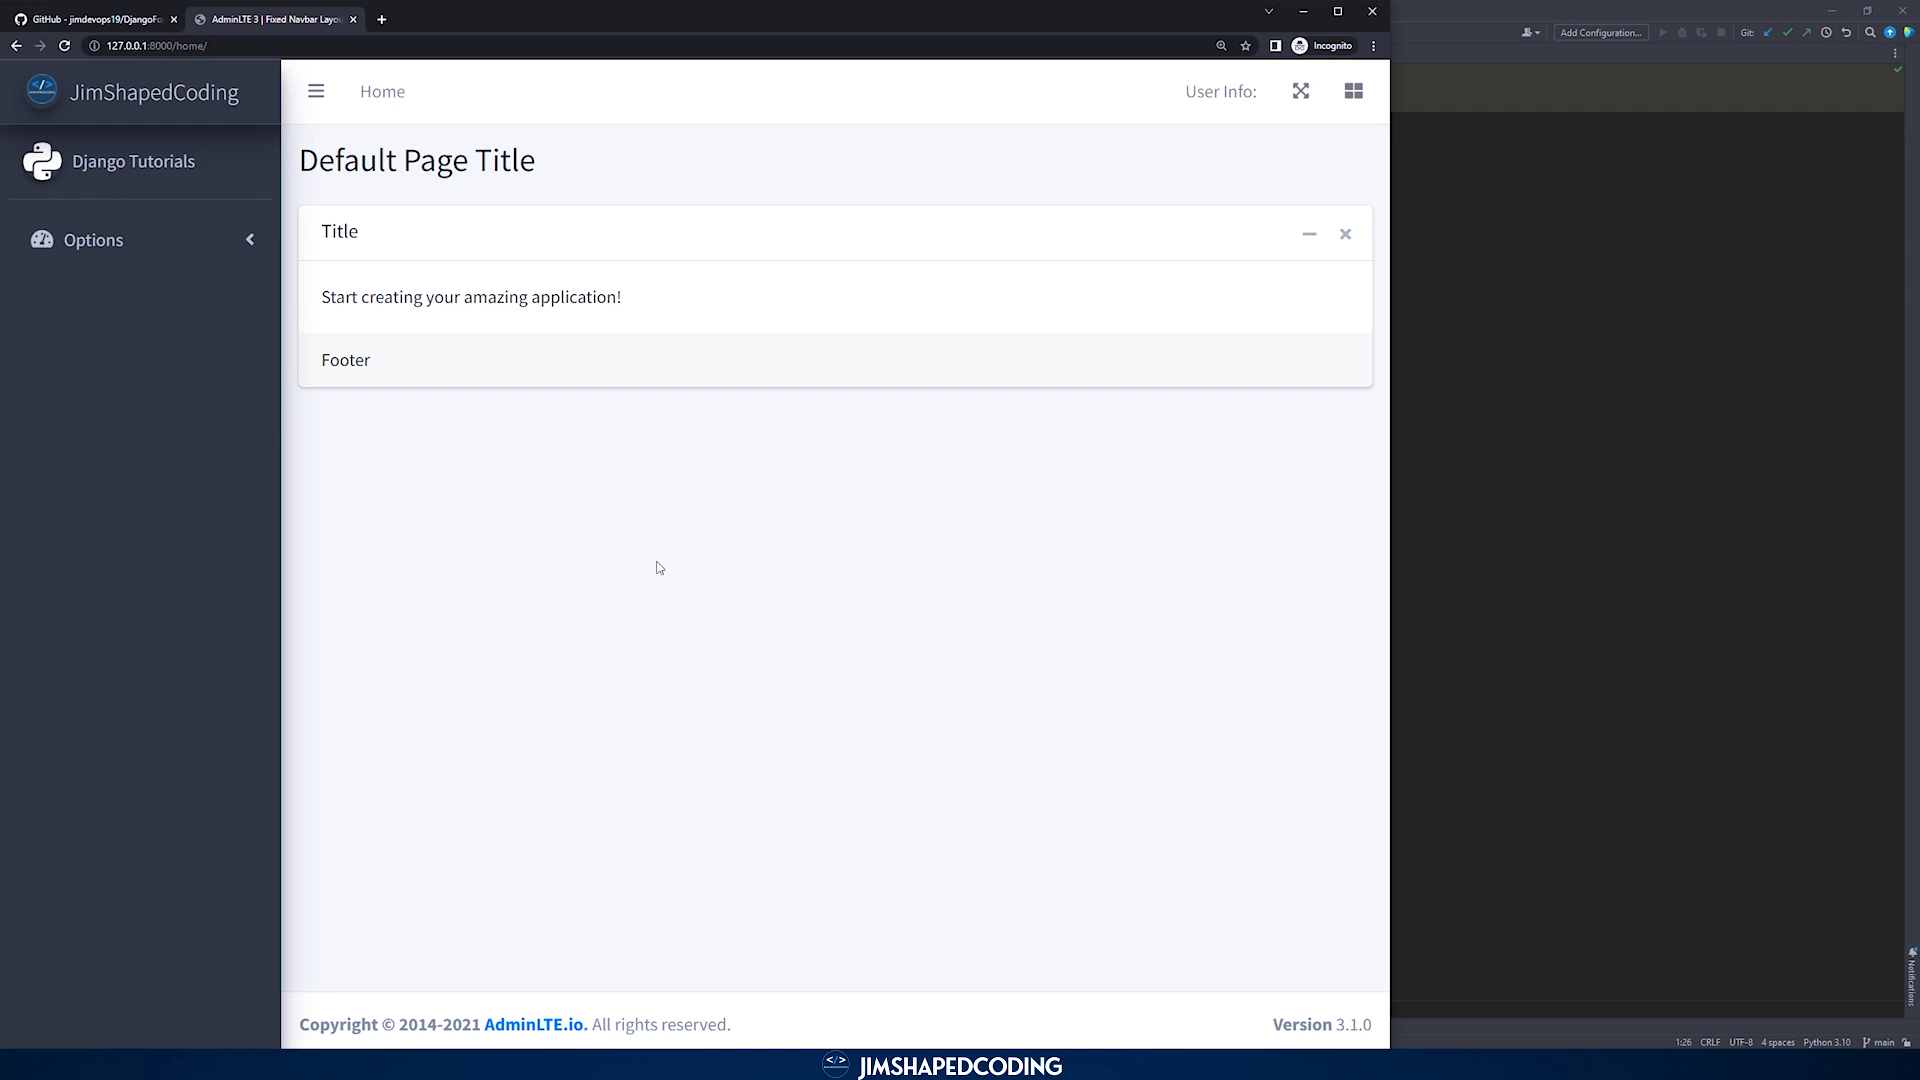 GitHub - jimdevops19/DjangoFo
AdminLTE 3 | Fixed Navbar Layou
127.0.0.1:8000/home/
Incognito
Add Configuration...
Git:
JimShapedCoding
Home
User Info:
Django Tutorials
Default Page Title
Options
Title
Start creating your amazing application!
Footer
Notifications
Copyright © 2014-2021 AdminLTE.io. All rights reserved.
Version 3.1.0
1:26 CRLF UTF-8 4 spaces Python 3.10 main
</> JIMSHAPEDCODING